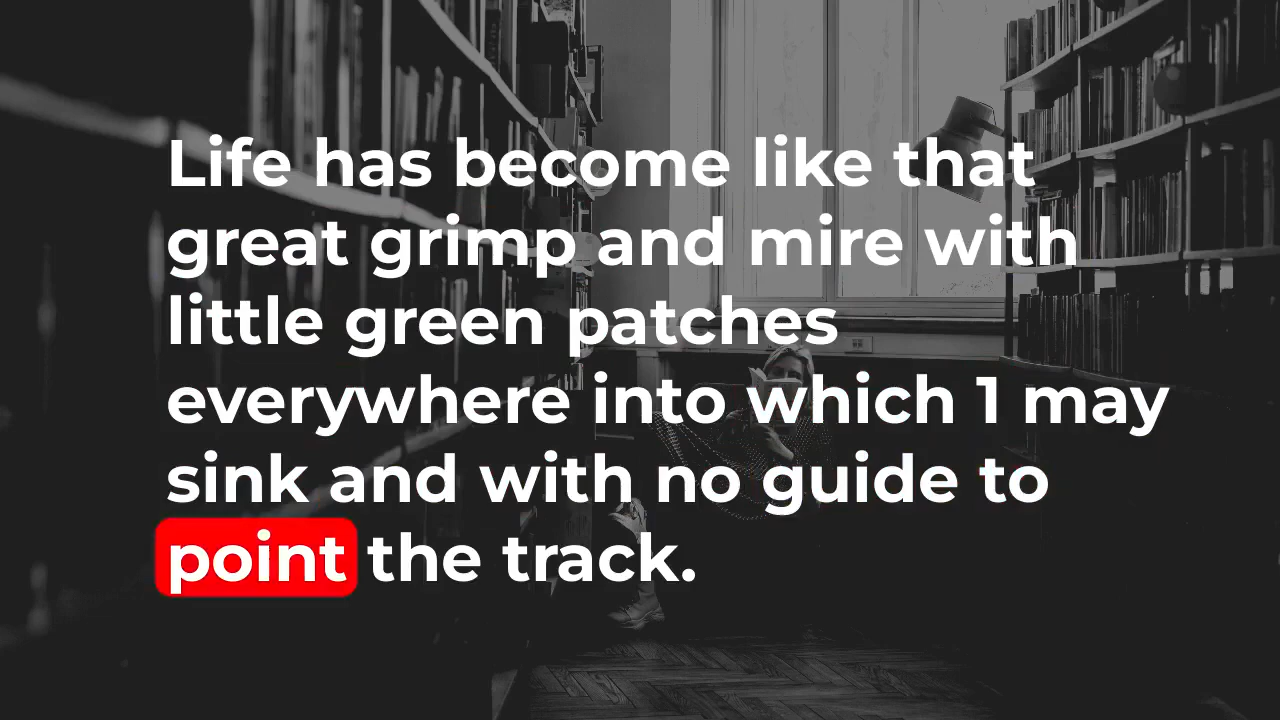 Life has become like that
great grimp and mire with
little green patches
everywhere into which 1 may
sink and with no guide to
point the track.